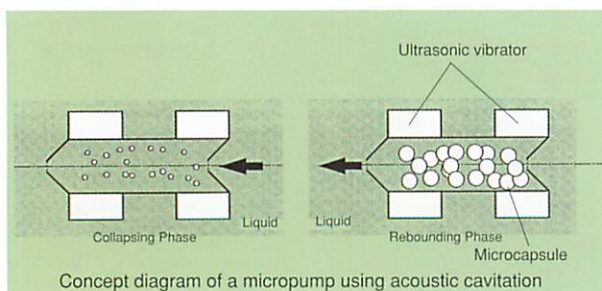 Ultrasonic vibrator
Liquid
Collapsing Phase
Liquid
Rebounding Phase
Microcapsule
Concept diagram of a micropump using acoustic cavitation